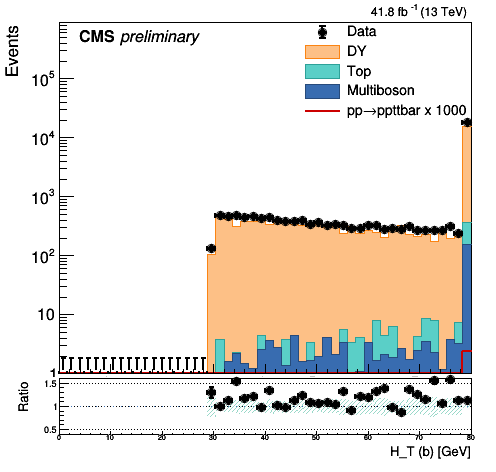 41.8 fb⁻¹ (13 TeV)
CMS preliminary
Data
DY
Top
Multiboson
pp→ppttbar x 1000
Events
10⁵
10⁴
10³
10²
10
1
Ratio
1.5
1
0.5
0 10 20 30 40 50 60 70 80
H_T (b) [GeV]